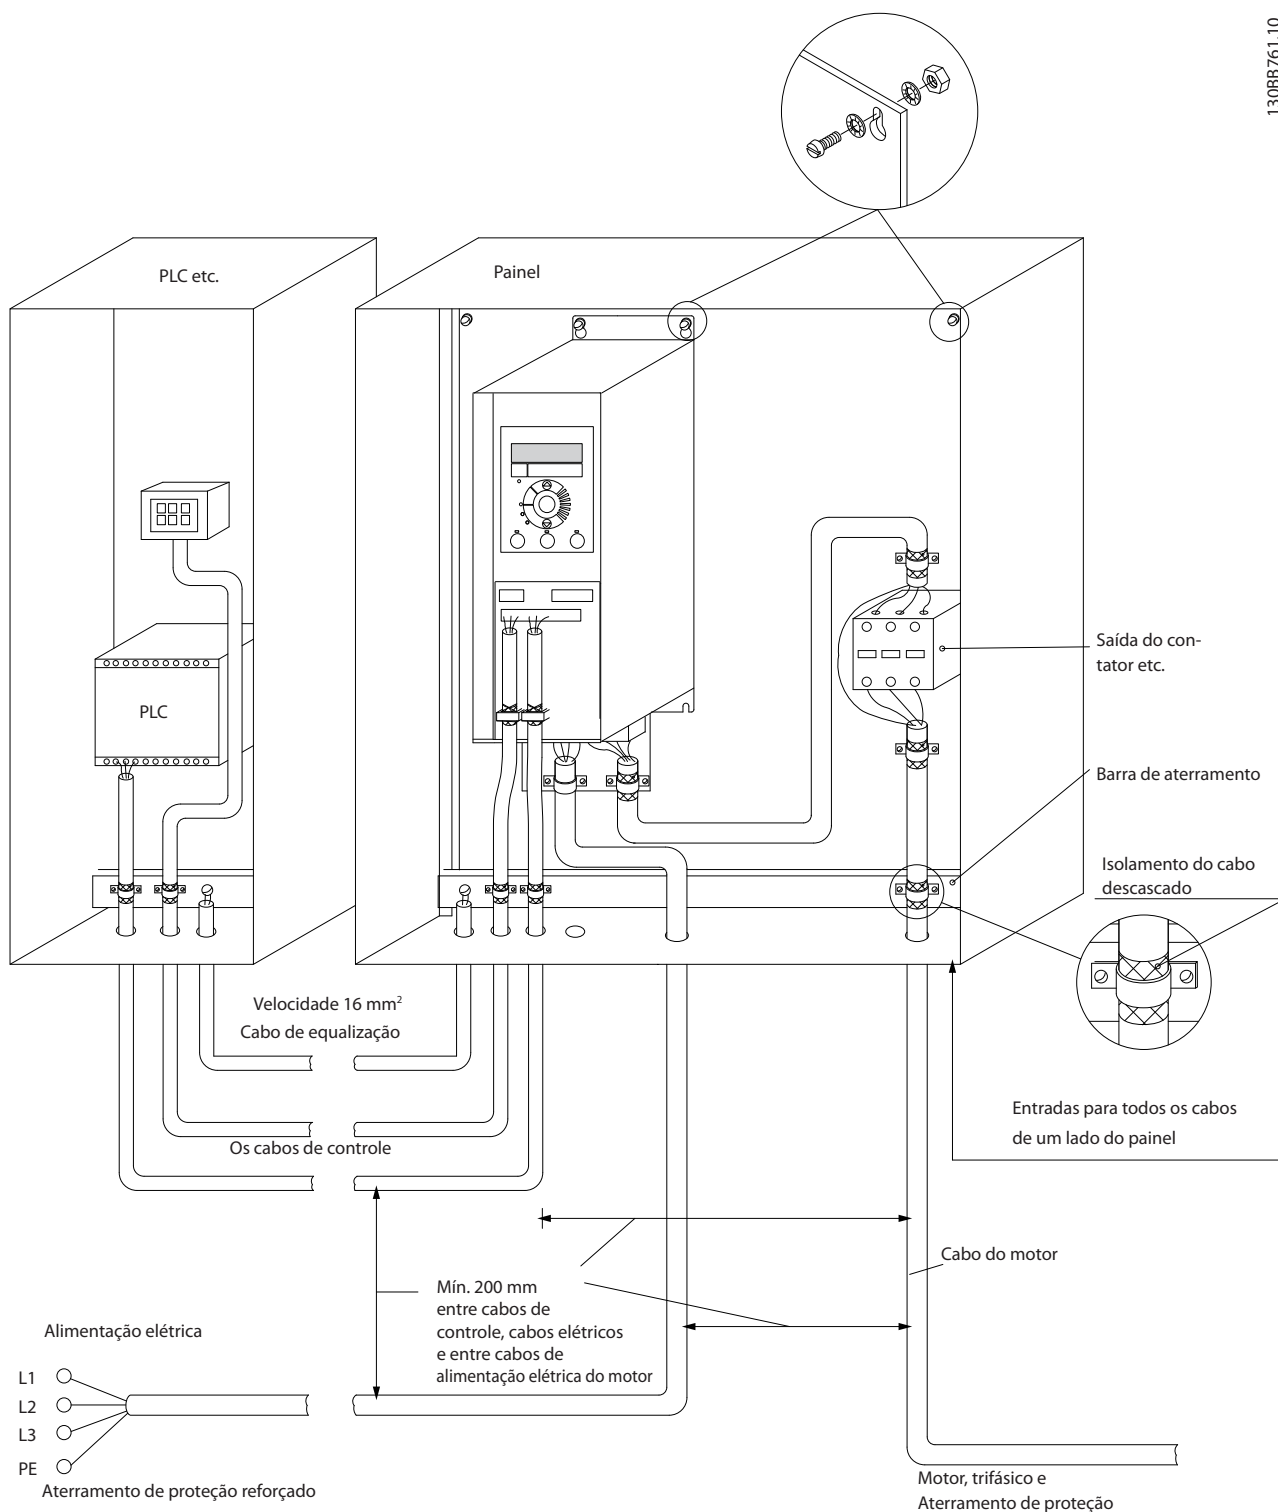 130BB761.10
PLC etc.
Painel
PLC
Saída do con-
tator etc.
Barra de aterramento
Isolamento do cabo
descascado
Velocidade 16 mm²
Cabo de equalização
Entradas para todos os cabos
de um lado do painel
Os cabos de controle
Cabo do motor
Mín. 200 mm
entre cabos de
controle, cabos elétricos
e entre cabos de
alimentação elétrica do motor
Alimentação elétrica
L1
L2
L3
PE
Aterramento de proteção reforçado
Motor, trifásico e
Aterramento de proteção